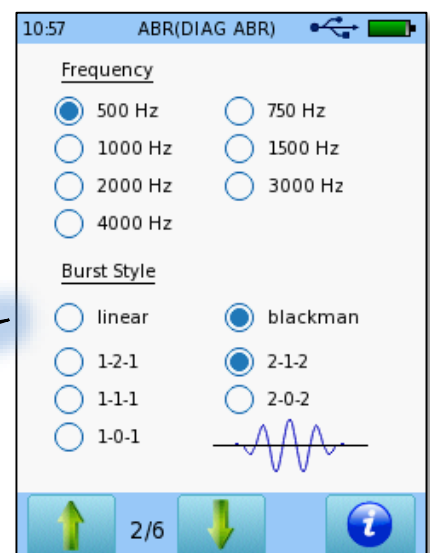 10:57 ABR(DIAG ABR)
Frequency
500 Hz 750 Hz
1000 Hz 1500 Hz
2000 Hz 3000 Hz
4000 Hz
Burst Style
linear blackman
1-2-1 2-1-2
1-1-1 2-0-2
1-0-1
2/6 i